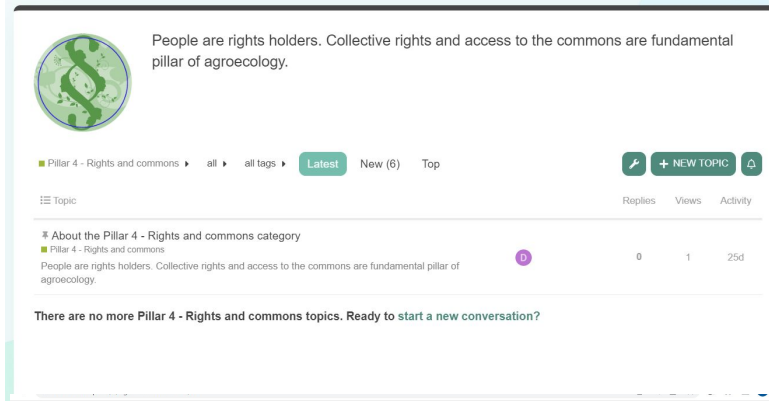 People are rights holders. Collective rights and access to the commons are fundamental
pillar of agroecology.
Pillar 4 - Rights and commons all all tags Latest New (6) Top + NEW TOPIC
Topic Replies Views Activity
About the Pillar 4 - Rights and commons category
Pillar 4 - Rights and commons
People are rights holders. Collective rights and access to the commons are fundamental pillar of
agroecology.
D 0 1 25d
There are no more Pillar 4 - Rights and commons topics. Ready to start a new conversation?